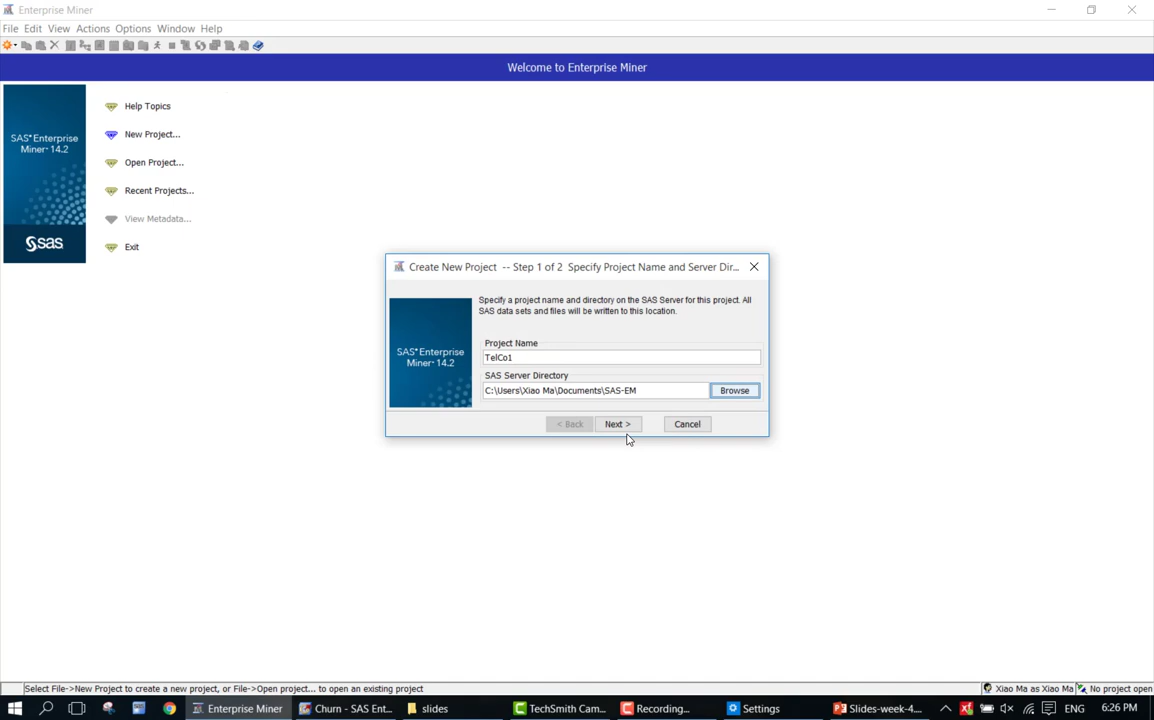 Enterprise Miner
File Edit View Actions Options Window Help
Welcome to Enterprise Miner
SAS® Enterprise
Miner™ 14.2
sas
Help Topics
New Project...
Open Project...
Recent Projects...
View Metadata...
Exit
Create New Project -- Step 1 of 2 Specify Project Name and Server Dir...
Specify a project name and directory on the SAS Server for this project. All
SAS data sets and files will be written to this location.
SAS® Enterprise
Miner™ 14.2
Project Name
TelCo1
SAS Server Directory
C:\Users\Xiao Ma\Documents\SAS-EM
Browse
< Back Next > Cancel
Select File->New Project to create a new project, or File->Open project... to open an existing project
Xiao Ma as Xiao Ma No project open
Enterprise Miner Churn - SAS Ent... slides TechSmith Cam... Recording... Settings Slides-week-4... ENG 6:26 PM